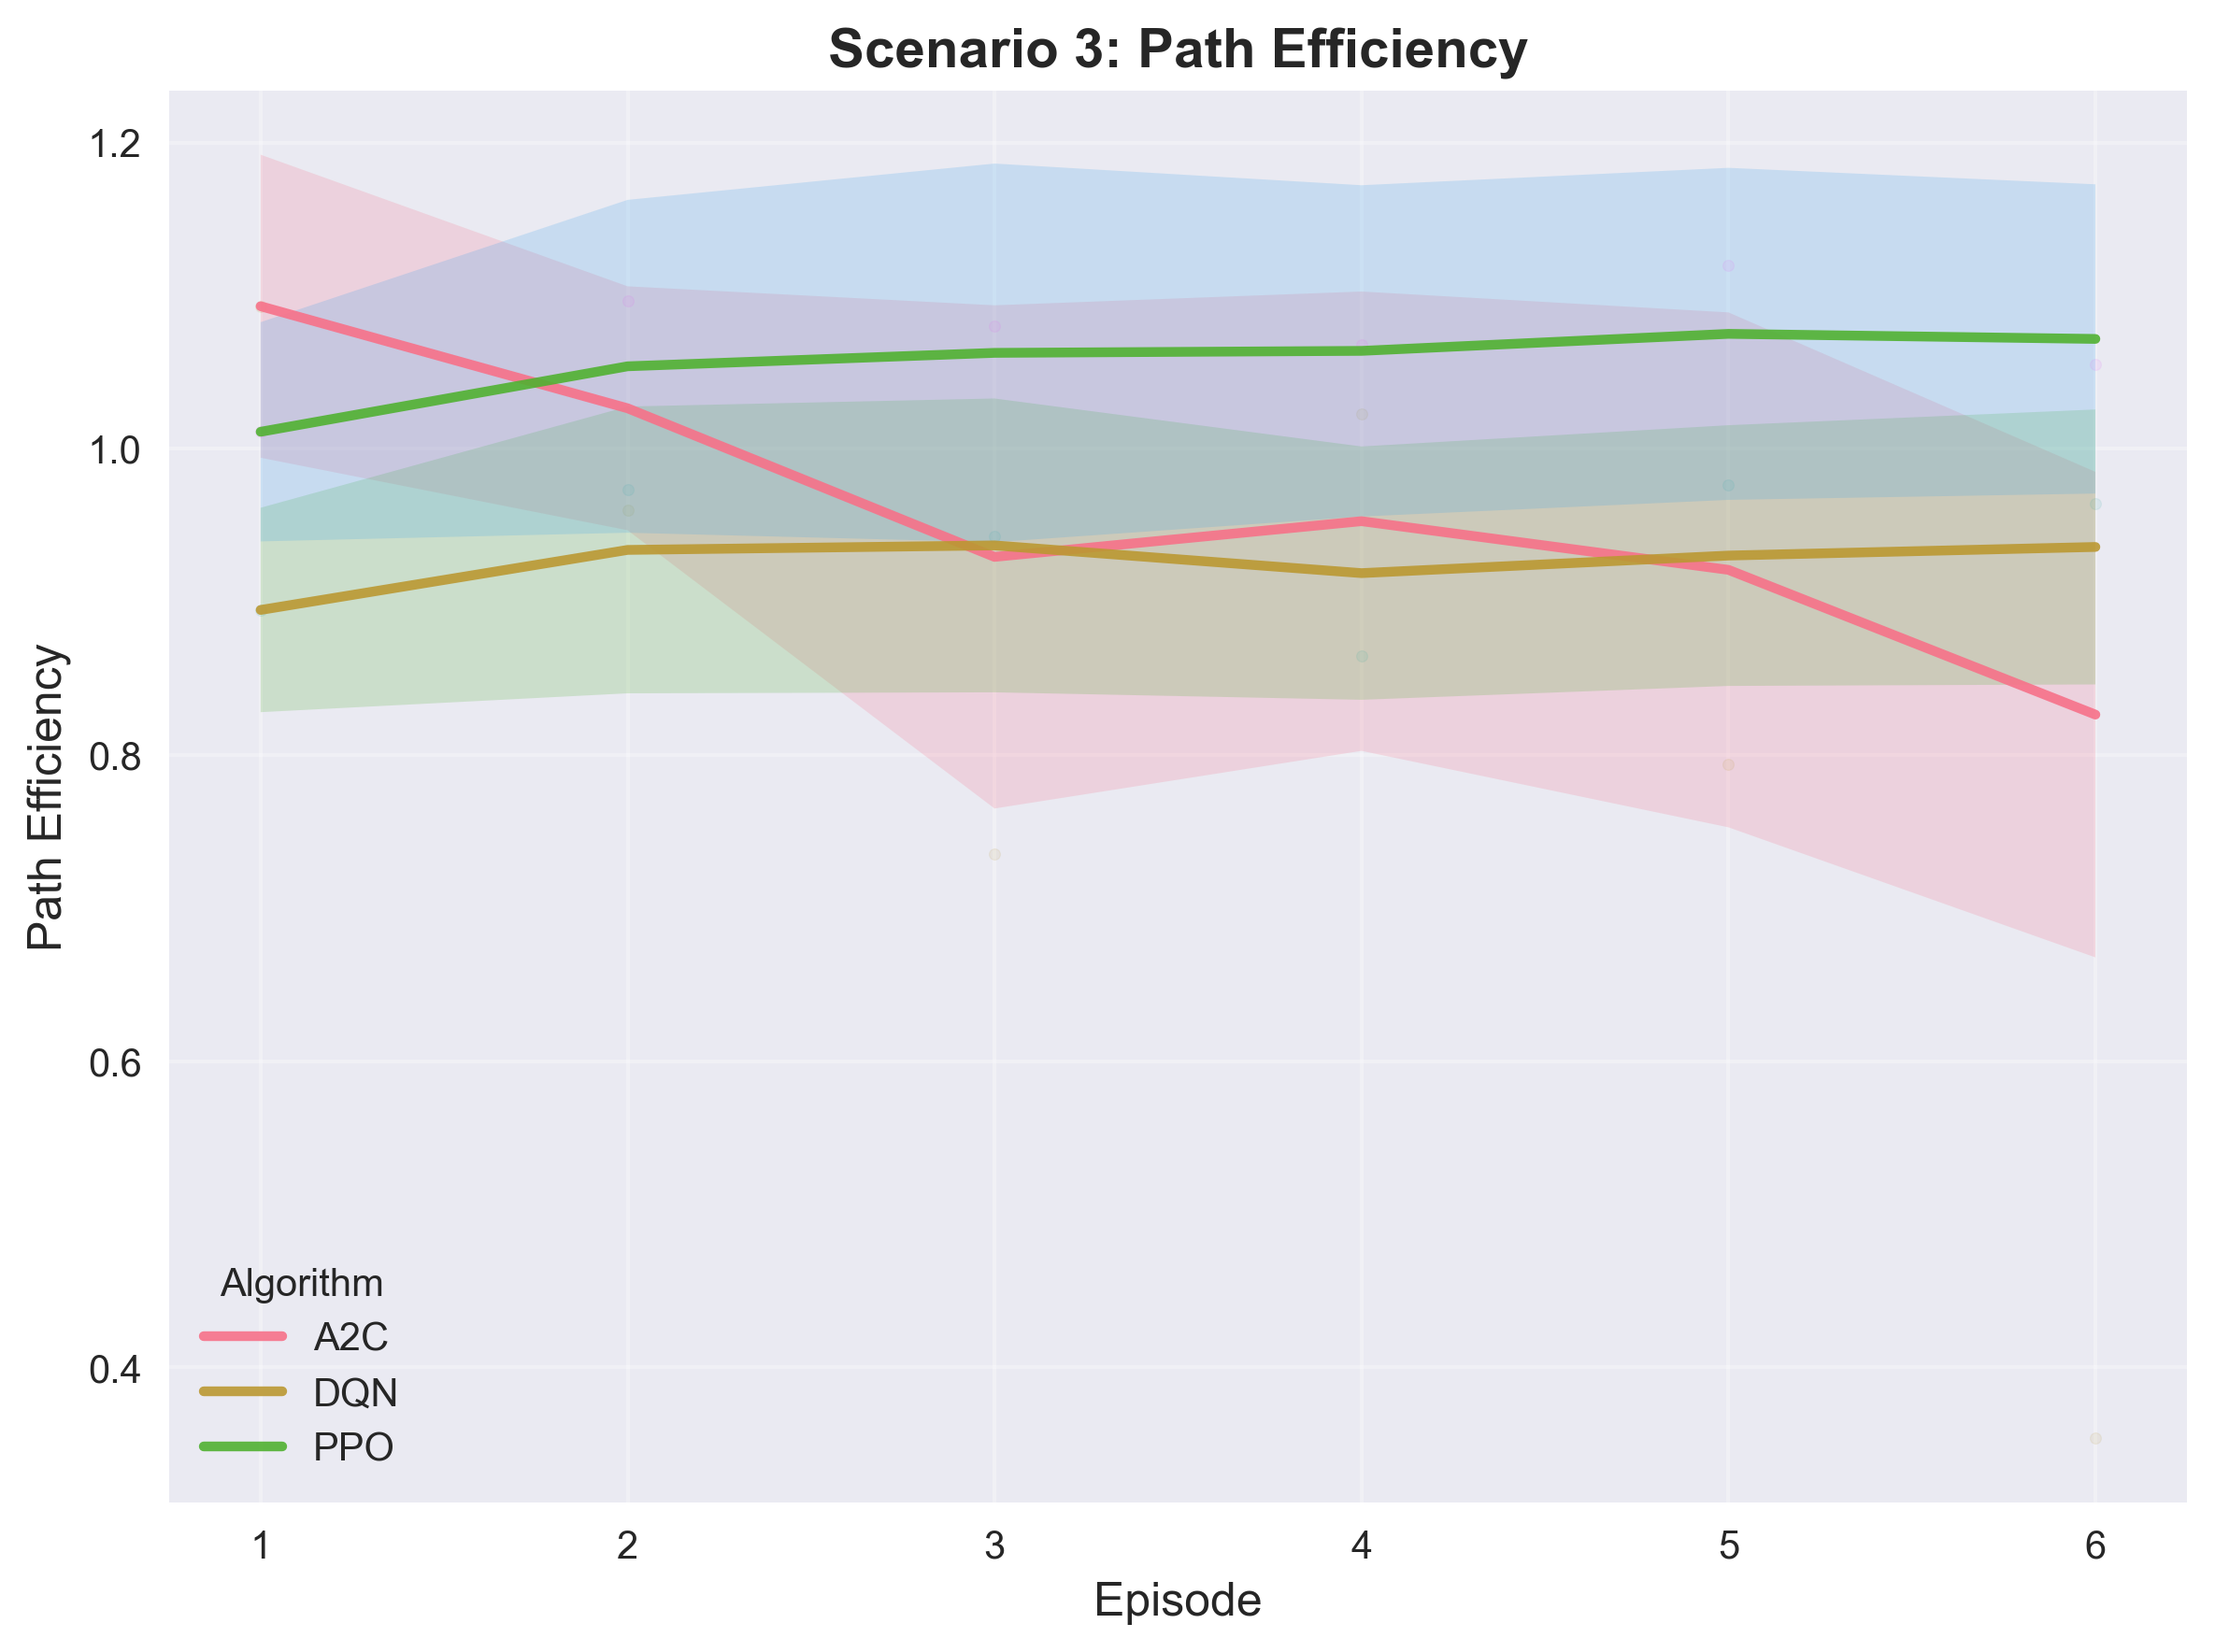 Scenario 3: Path Efficiency
Path Efficiency
1.2
1.0
0.8
0.6
0.4
Algorithm
A2C
DQN
PPO
1 2 3 4 5 6
Episode